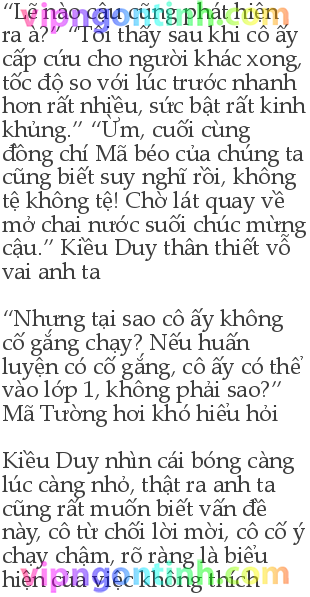 “Lẽ nào cậu cũng phát hiện
ra à?” “Tôi thấy sau khi cô ấy
cấp cứu cho người khác xong,
tốc độ so với lúc trước nhanh
hơn rất nhiều, sức bật rất kinh
khủng.” “Ừm, cuối cùng
đồng chí Mã béo của chúng ta
cũng biết suy nghĩ rồi, không
tệ không tệ! Chờ lát quay về
mở chai nước suối chúc mừng
cậu.” Kiều Duy thân thiết vỗ
vai anh ta
“Nhưng tại sao cô ấy không
cố gắng chạy? Nếu huấn
luyện có cố gắng, cô ấy có thể
vào lớp 1, không phải sao?”
Mã Tường hơi khó hiểu hỏi
Kiều Duy nhìn cái bóng càng
lúc càng nhỏ, thật ra anh ta
cũng rất muốn biết vấn đề
này, cô từ chối lời mời, cô cố ý
chạy chậm, rõ ràng là biểu
hiện của việc không thích
vipngontinh.com
vipngontinh.com